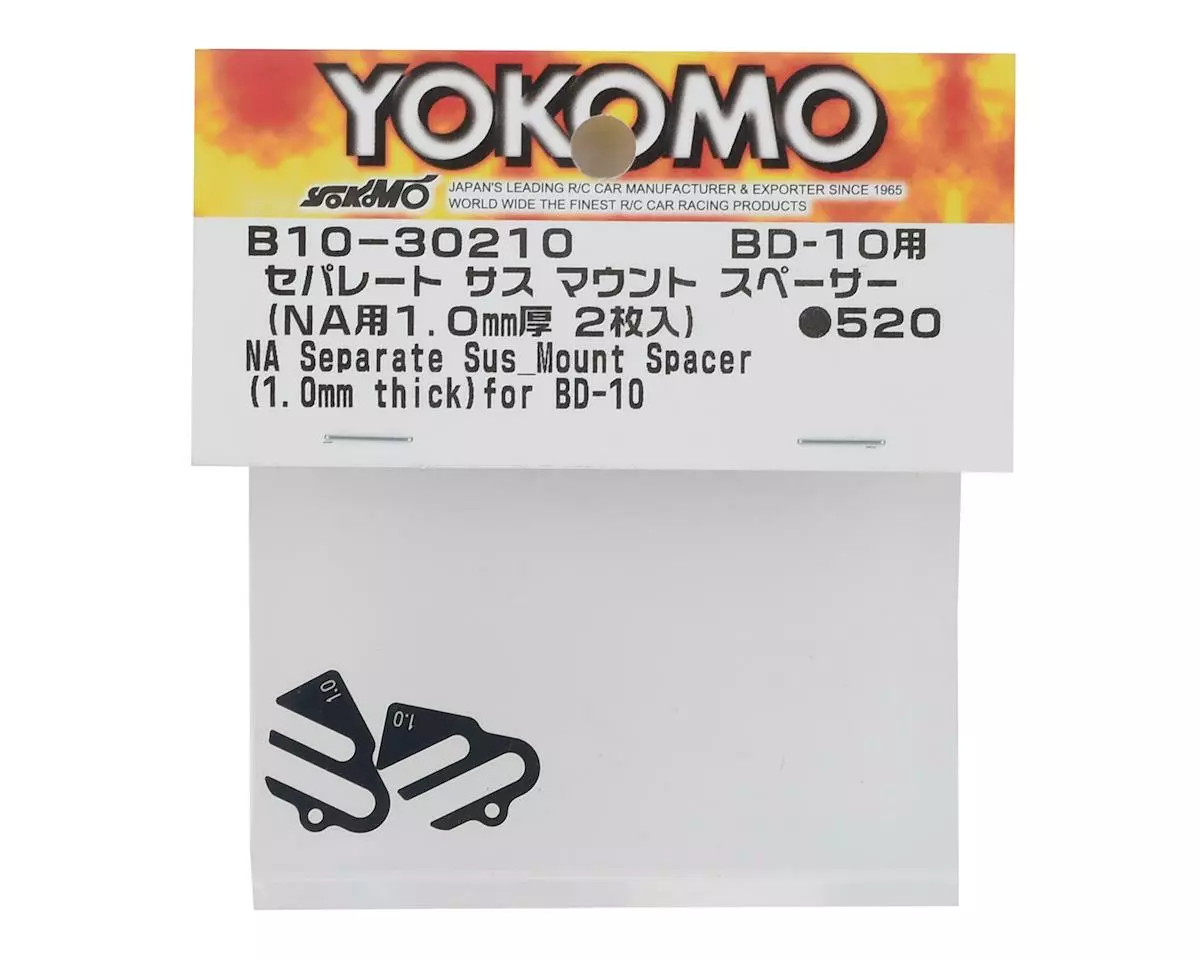 YOKOMO
YOKOMO JAPAN'S LEADING R/C CAR MANUFACTURER & EXPORTER SINCE 1965
WORLD WIDE THE FINEST R/C CAR RACING PRODUCTS
B10-30210 BD-10用
セパレート サス マウント スペーサー
(NA用1.0㎜厚 2枚入) ●520
NA Separate Sus_Mount Spacer
(1.0mm thick)for BD-10
1.0
1.0